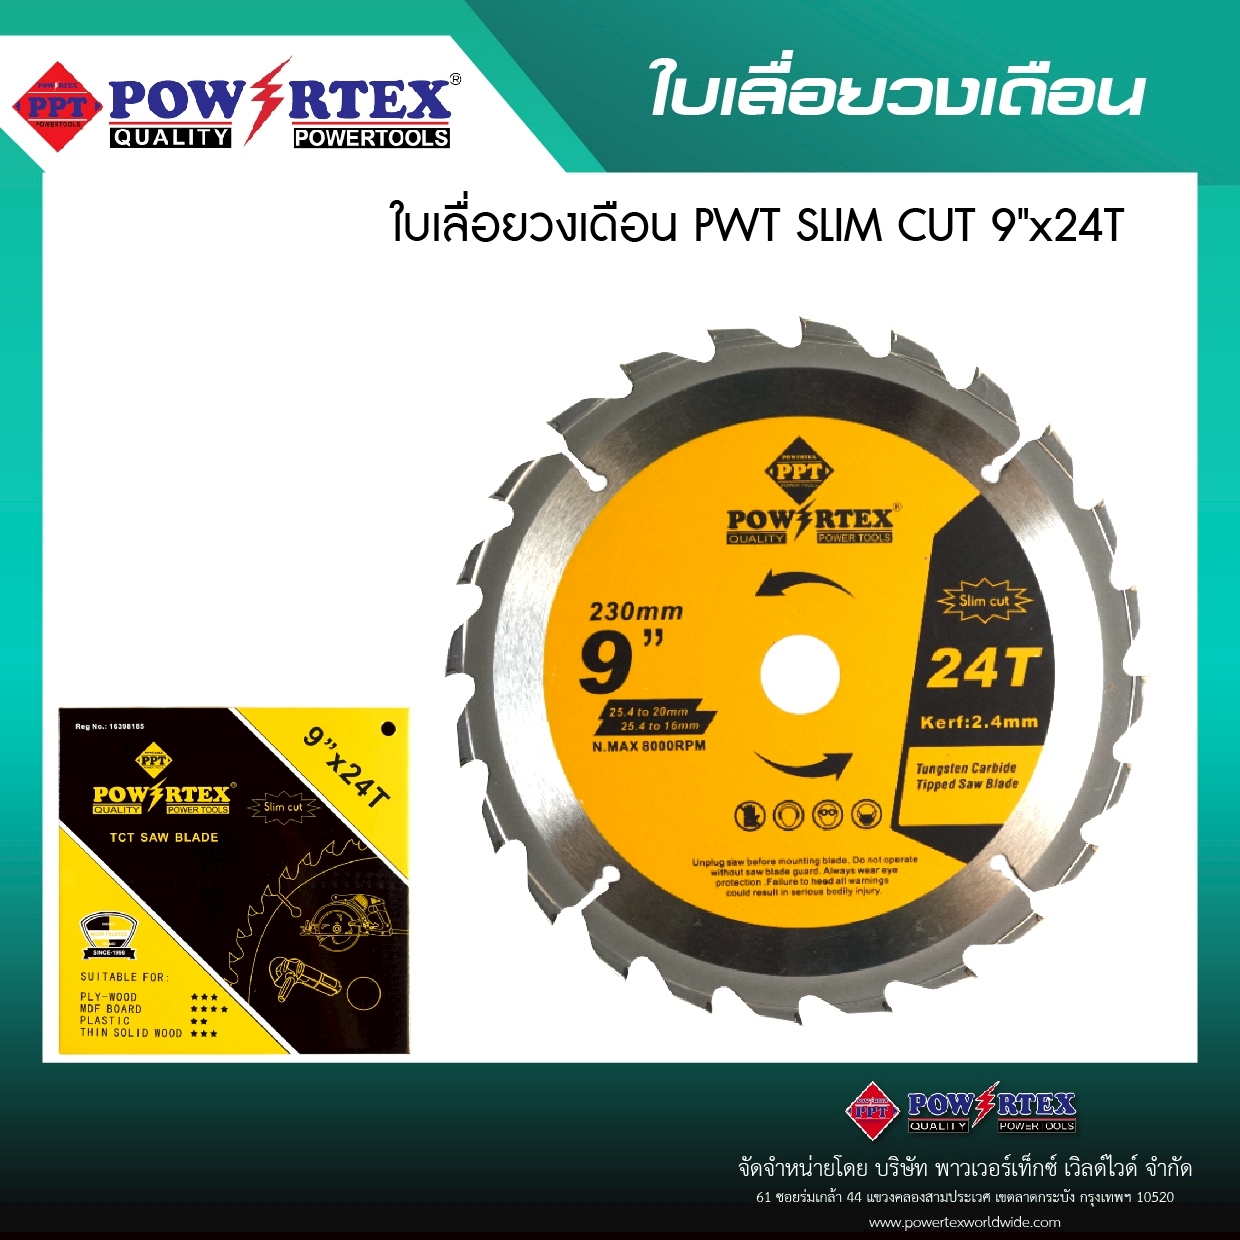 POWERTEX®
PPT
POWERTOOLS
POWERTEX®
QUALITY POWERTOOLS
ใบเลื่อยวงเดือน
ใบเลื่อยวงเดือน PWT SLIM CUT 9"x24T
POWERTEX
PPT
POWER TOOLS
POWERTEX®
QUALITY POWER TOOLS
230mm
9”
25.4 to 20mm
25.4 to 16mm
N.MAX 8000RPM
Slim cut
24T
Kerf:2.4mm
Tungsten Carbide
Tipped Saw Blade
Unplug saw before mounting blade. Do not operate
without saw blade guard. Always wear eye
protection .Failure to head all warnings
could result in serious bodily injury.
Reg No.: 16398185
9”x24T
PPT
POWERTEX®
QUALITY POWER TOOLS
Slim cut
TCT SAW BLADE
SINCE-1998
SUITABLE FOR:
PLY-WOOD ★★★
MDF BOARD ★★★★
PLASTIC ★★
THIN SOLID WOOD ★★★
PPT
POWERTEX
QUALITY POWERTOOLS
จัดจำหน่ายโดย บริษัท พาวเวอร์เท็กซ์ เวิลด์ไวด์ จำกัด
61 ซอยร่มเกล้า 44 แขวงคลองสามประเวศ เขตลาดกระบัง กรุงเทพฯ 10520
www.powertexworldwide.com